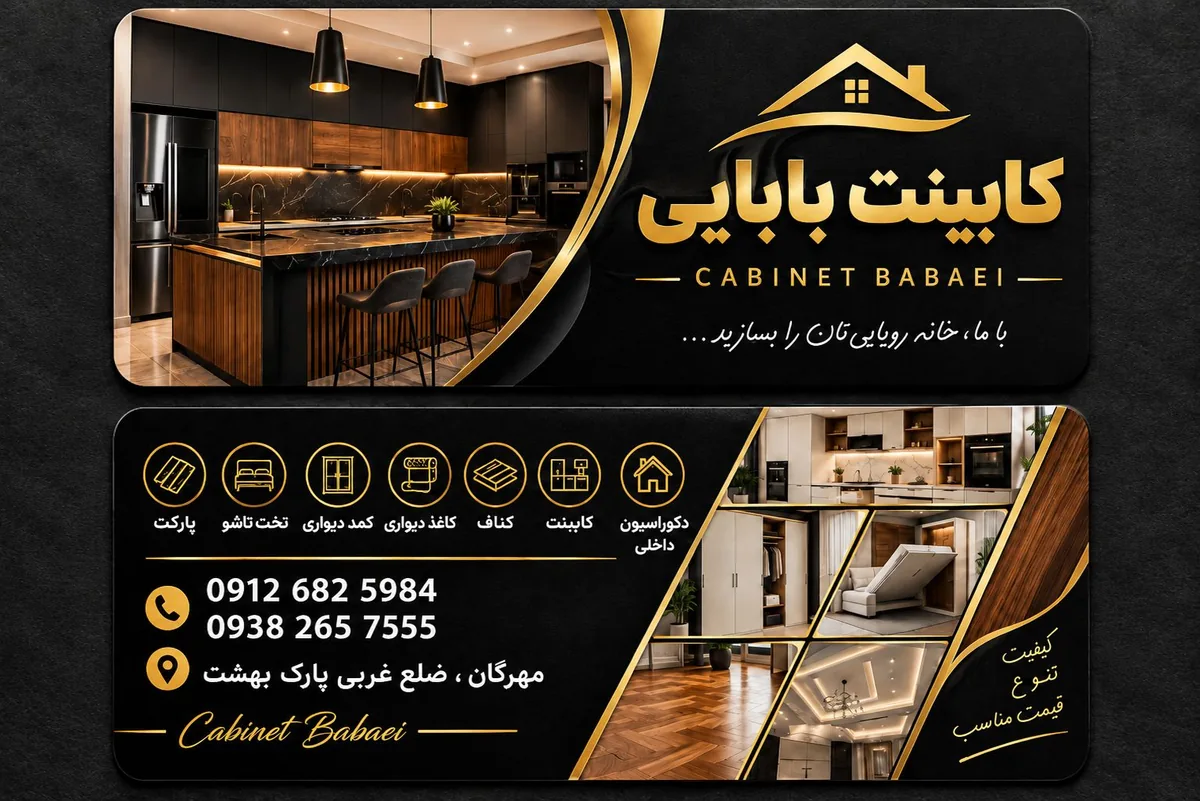 کابینت بابایی
CABINET BABAEI
با ما، خانه رویایی‌تان را بسازید ...
دکوراسیون داخلی
کابینت
کناف
کاغذ دیواری
کمد دیواری
تخت تاشو
پارکت
0912 682 5984
0938 265 7555
مهرگان ، ضلع غربی پارک بهشت
Cabinet Babaei
کیفیت
تنوع
قیمت مناسب